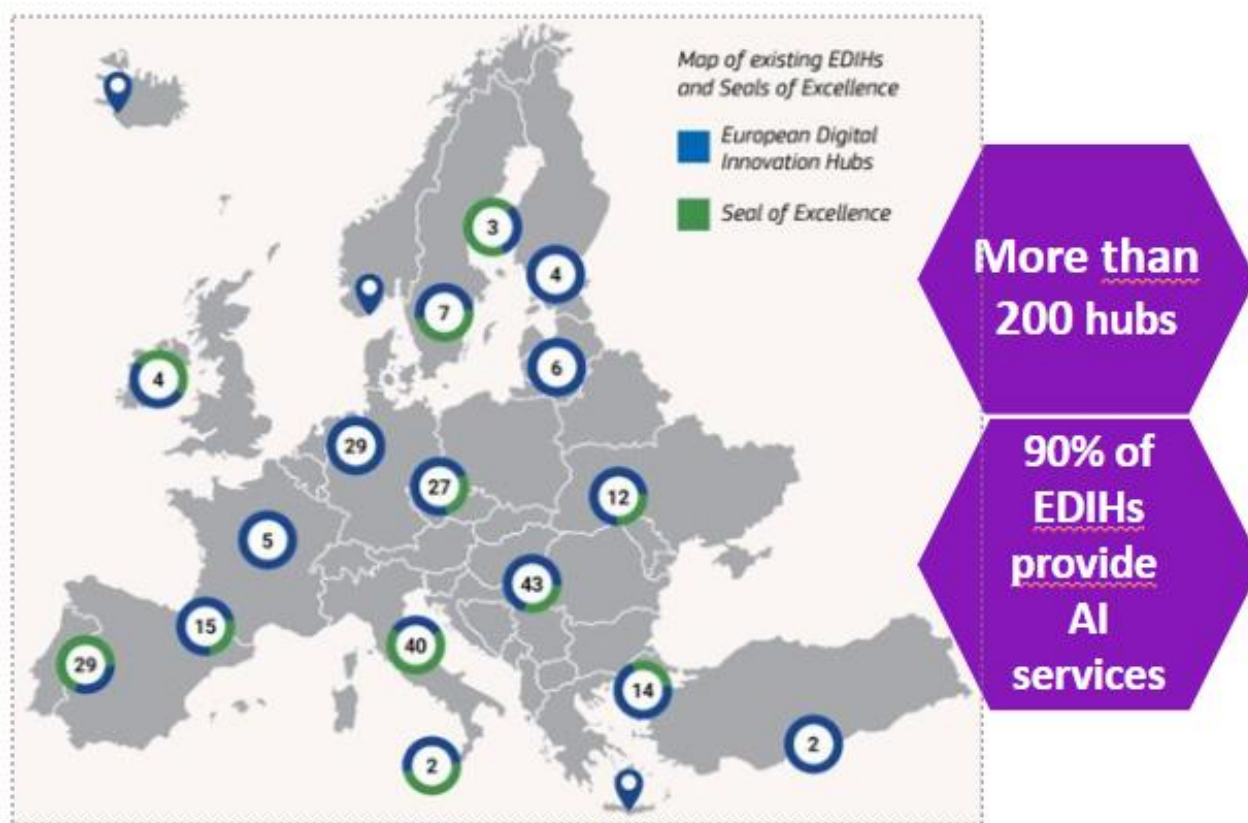 Map of existing EDIHs
and Seals of Excellence
European Digital
Innovation Hubs
Seal of Excellence
3
4
7
4
6
29
27
12
5
43
15
40
29
14
2
2
More than
200 hubs
90% of
EDIHs
provide
AI
services